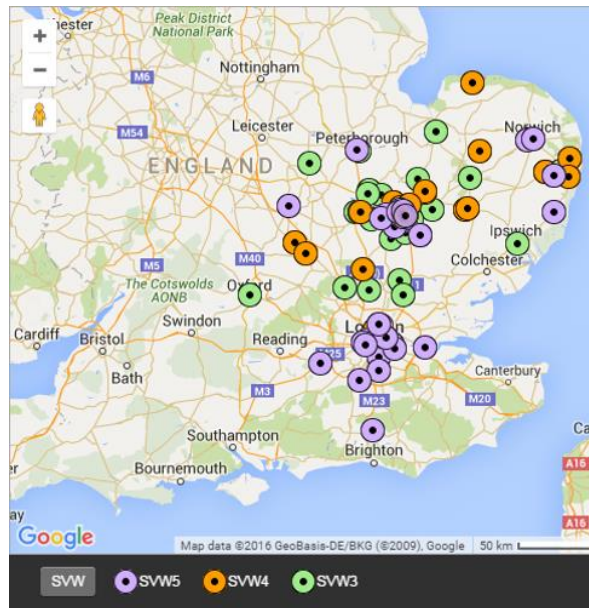 Peak District
National Park
+
−
M6
Nottingham
M54
Leicester
Peterborough
Norwich
ENGLAND
M40
Ipswich
M5
Colchester
The Cotswolds
AONB
Oxford
Cardiff
Bristol
Swindon
Reading
M25
Bath
M3
Canterbury
M23
M20
Southampton
Brighton
Bournemouth
A16
A16
Google
Map data ©2016 GeoBasis-DE/BKG (©2009), Google
50 km
SVW
SVW5
SVW4
SVW3